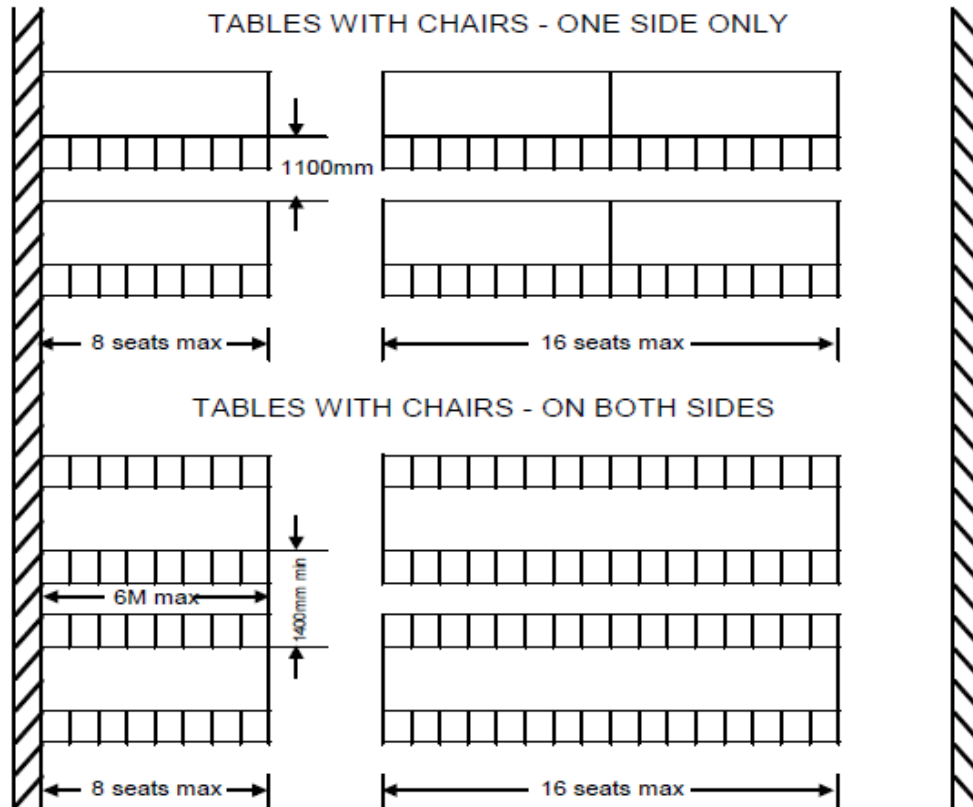 TABLES WITH CHAIRS - ONE SIDE ONLY
1100mm
8 seats max
16 seats max
TABLES WITH CHAIRS - ON BOTH SIDES
1400mm min
6M max
8 seats max
16 seats max